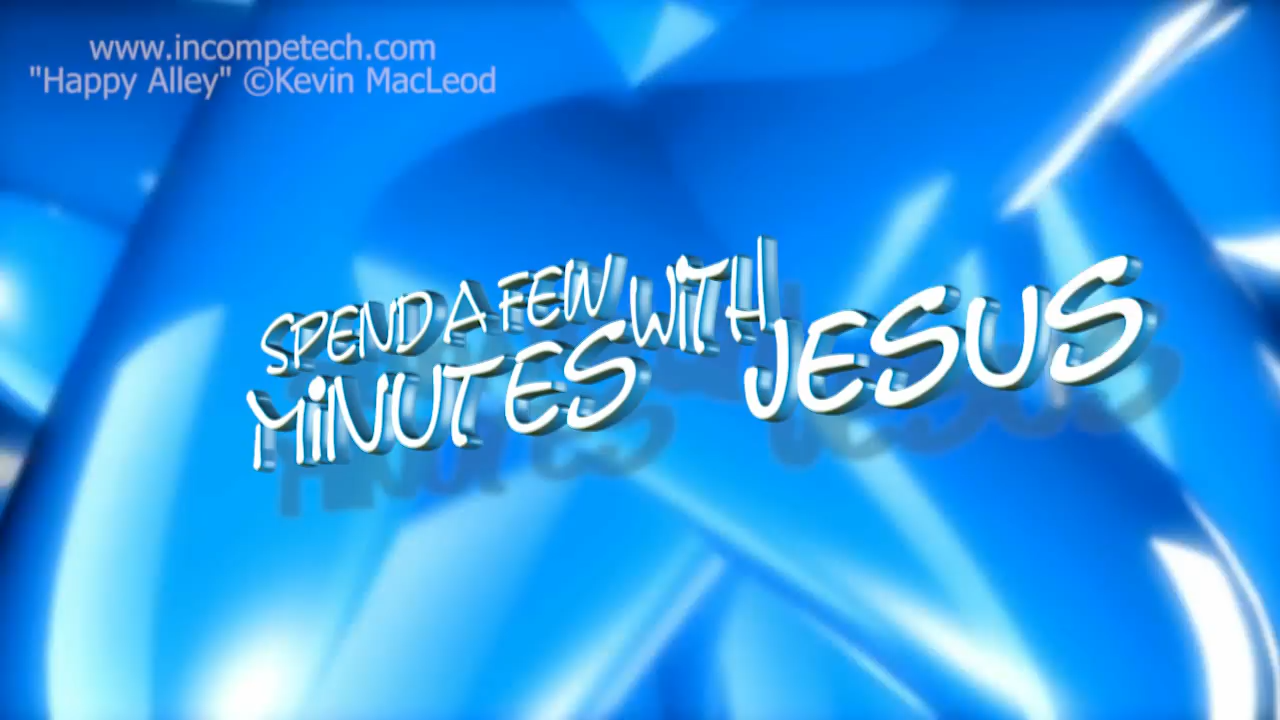 www.incompetech.com
"Happy Alley" ©Kevin MacLeod
SPEND A FEW
MiNUTES WiTH
JESUS